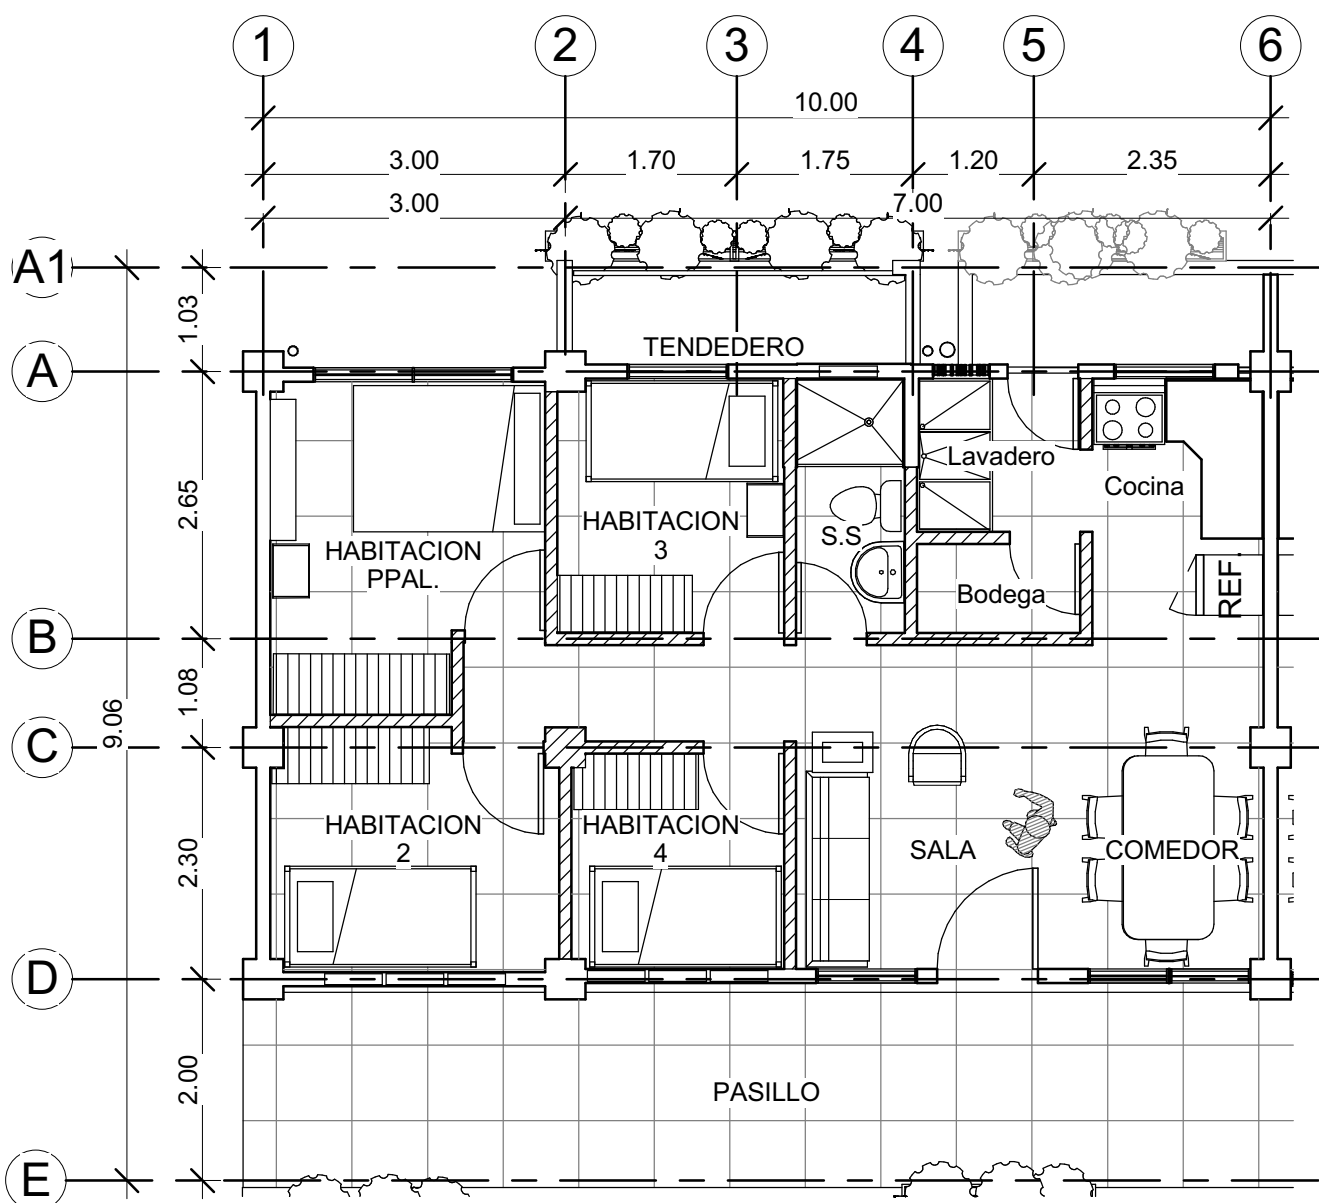 1 2 3 4 5 6
10.00
3.00 1.70 1.75 1.20 2.35
3.00 7.00
A1
1.03
TENDEDERO
A
Lavadero
Cocina
2.65
HABITACION
3
S.S
HABITACION
PPAL.
Bodega
REF.
B
1.08
9.06
C
HABITACION
2
HABITACION
4
SALA
COMEDOR
2.30
D
2.00
PASILLO
E